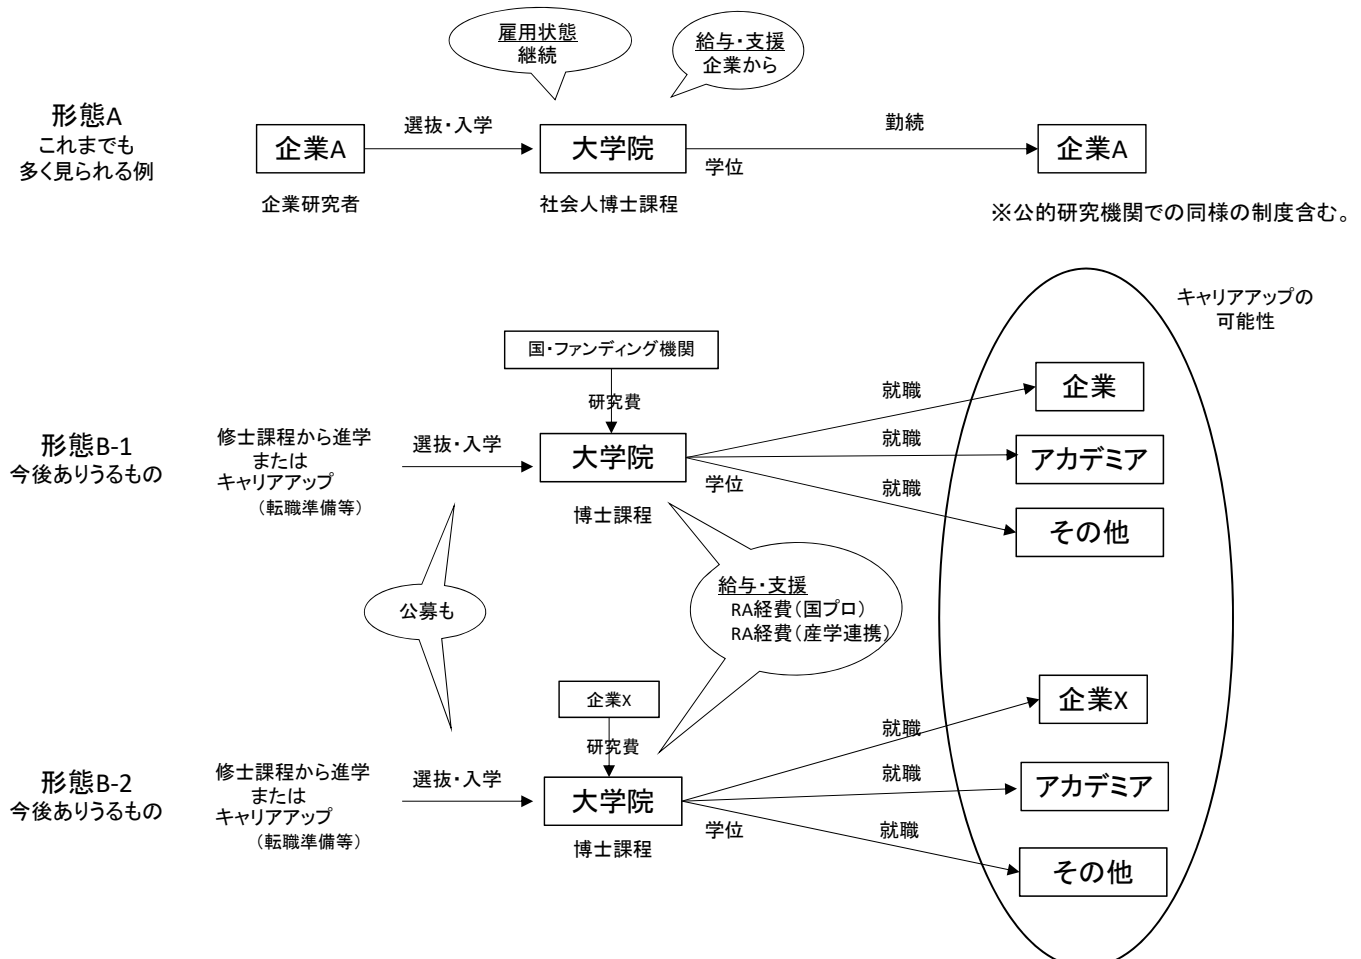 雇用状態
継続
給与・支援
企業から
形態A
これまでも
多く見られる例
企業A
選抜・入学
大学院
勤続
学位
企業A
企業研究者
社会人博士課程
※公的研究機関での同様の制度含む。
キャリアアップの
可能性
国・ファンディング機関
研究費
形態B-1
今後ありうるもの
修士課程から進学
または
キャリアアップ
（転職準備等）
選抜・入学
大学院
学位
博士課程
就職
企業
就職
アカデミア
就職
その他
公募も
給与・支援
RA経費（国プロ）
RA経費（産学連携）
企業X
研究費
形態B-2
今後ありうるもの
修士課程から進学
または
キャリアアップ
（転職準備等）
選抜・入学
大学院
学位
博士課程
就職
企業X
就職
アカデミア
就職
その他